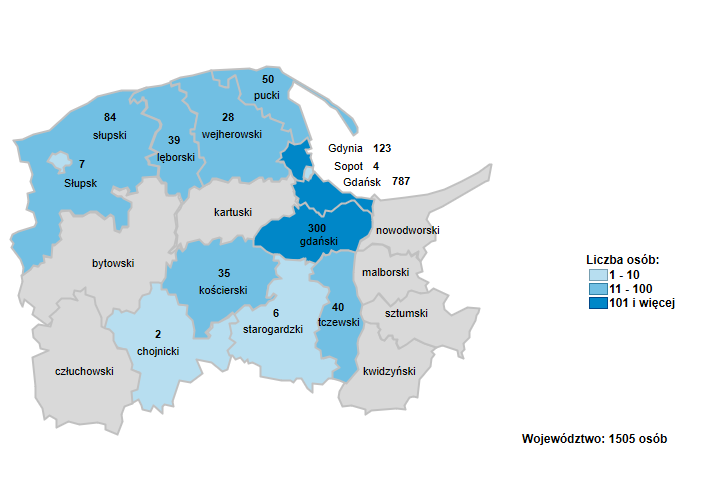 50
pucki
84
słupski
28
wejherowski
39
lęborski
Gdynia 123
Sopot 4
Gdańsk 787
7
Słupsk
kartuski
300
gdański
nowodworski
bytowski
35
kościerski
malborski
Liczba osób:
1 - 10
11 - 100
101 i więcej
40
tczewski
6
starogardzki
sztumski
2
chojnicki
człuchowski
kwidzyński
Województwo: 1505 osób